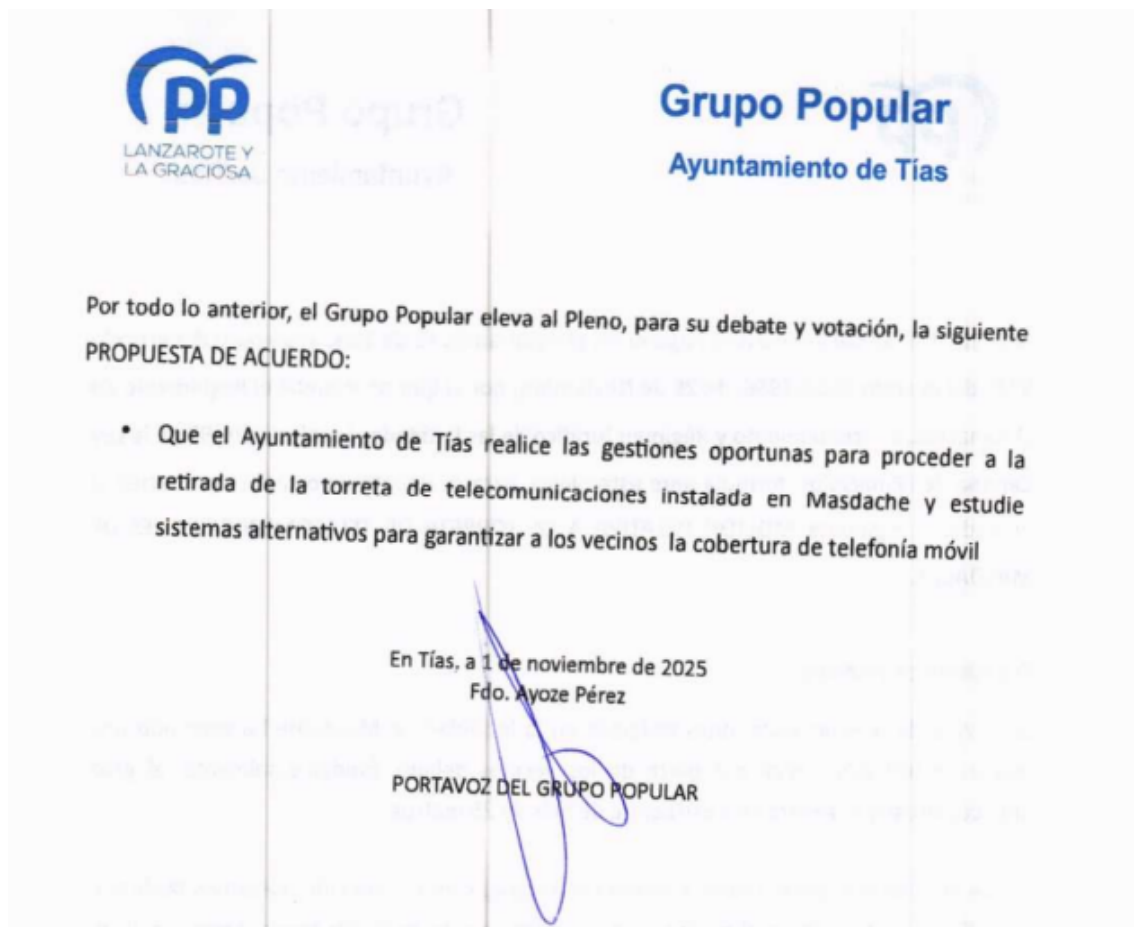 PP
LANZAROTE Y
LA GRACIOSA
Grupo Popular
Ayuntamiento de Tías
Por todo lo anterior, el Grupo Popular eleva al Pleno, para su debate y votación, la siguiente
PROPUESTA DE ACUERDO:
• Que el Ayuntamiento de Tías realice las gestiones oportunas para proceder a la
retirada de la torreta de telecomunicaciones instalada en Masdache y estudie
sistemas alternativos para garantizar a los vecinos la cobertura de telefonía móvil
En Tías, a 1 de noviembre de 2025
Fdo. Ayoze Pérez
PORTAVOZ DEL GRUPO POPULAR